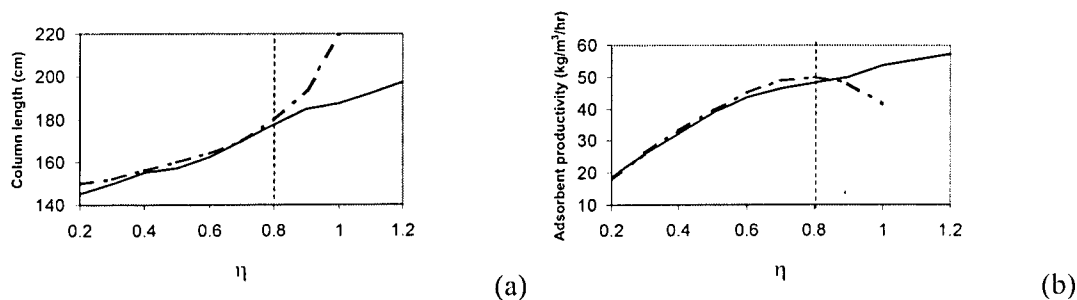 Column length (cm)
220
200
180
160
140
0.2 0.4 0.6 0.8 1 1.2
η
(a)
Adsorbent productivity (kg/m³/hr)
60
50
40
30
20
10
0.2 0.4 0.6 0.8 1 1.2
η
(b)